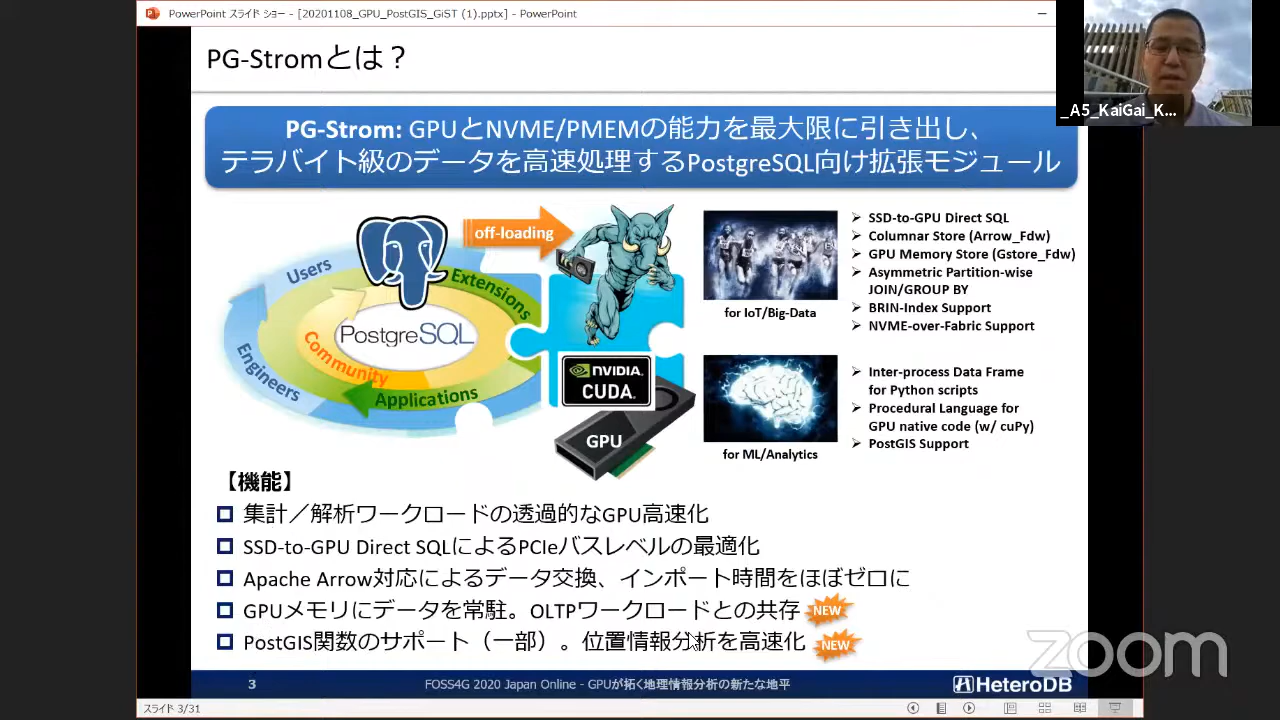 PowerPoint スライド ショー - [20201108_GPU_PostGIS_GiST (1).pptx] - PowerPoint
_A5_KaiGai_K...
PG-Stromとは？
PG-Strom: GPUとNVME/PMEMの能力を最大限に引き出し、
テラバイト級のデータを高速処理するPostgreSQL向け拡張モジュール
off-loading
Users
Extensions
PostgreSQL
Community
Engineers
Applications
NVIDIA.
CUDA.
GPU
for IoT/Big-Data
SSD-to-GPU Direct SQL
Columnar Store (Arrow_Fdw)
GPU Memory Store (Gstore_Fdw)
Asymmetric Partition-wise
JOIN/GROUP BY
BRIN-Index Support
NVME-over-Fabric Support
for ML/Analytics
Inter-process Data Frame
for Python scripts
Procedural Language for
GPU native code (w/ cuPy)
PostGIS Support
【機能】
集計／解析ワークロードの透過的なGPU高速化
SSD-to-GPU Direct SQLによるPCIeバスレベルの最適化
Apache Arrow対応によるデータ交換、インポート時間をほぼゼロに
GPUメモリにデータを常駐。OLTPワークロードとの共存 NEW
PostGIS関数のサポート（一部）。位置情報分析を高速化 NEW
zoom
3
FOSS4G 2020 Japan Online - GPUが拓く地理情報分析の新たな地平
HeteroDB
スライド 3/31